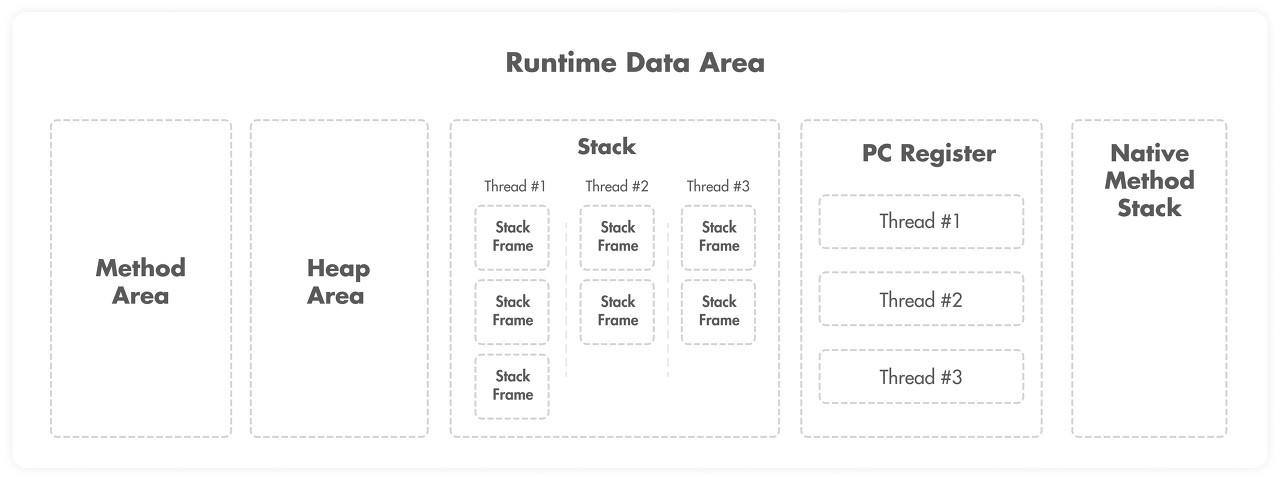 Runtime Data Area
Method
Area
Heap
Area
Stack
Thread #1
Thread #2
Thread #3
Stack
Frame
Stack
Frame
Stack
Frame
Stack
Frame
Stack
Frame
Stack
Frame
Stack
Frame
PC Register
Thread #1
Thread #2
Thread #3
Native
Method
Stack